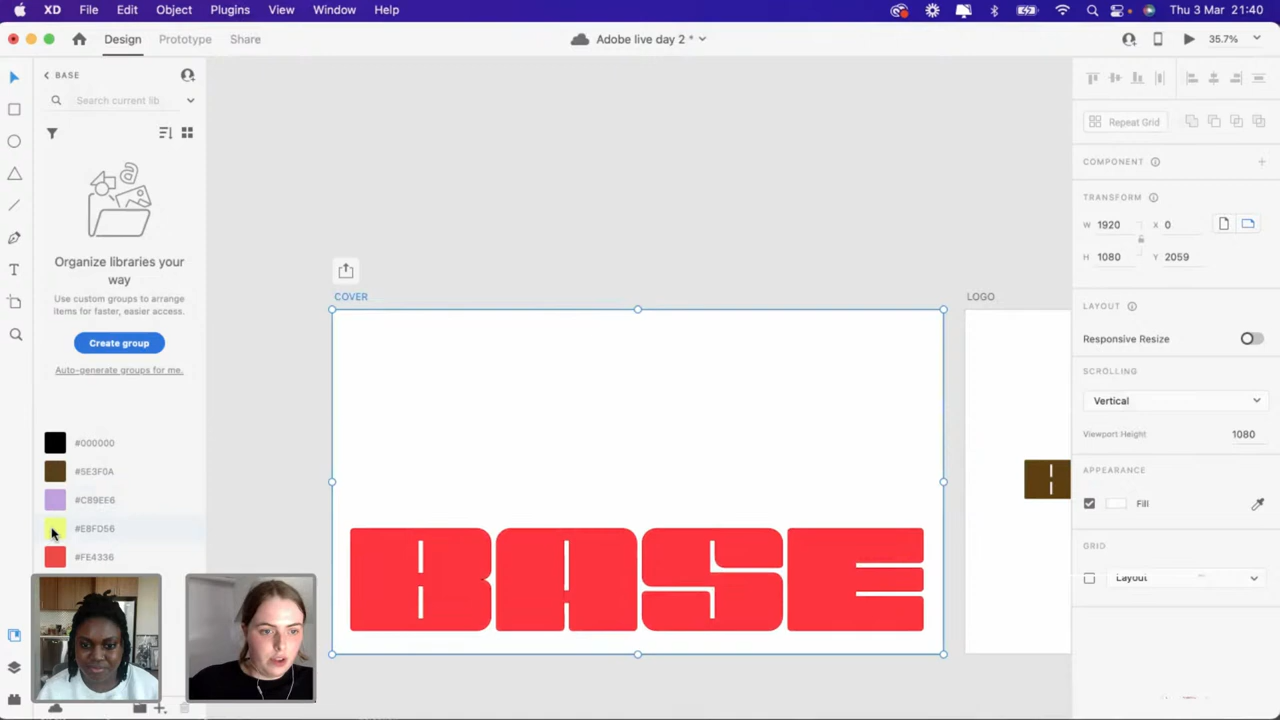 XD File Edit Object Plugins View Window Help Thu 3 Mar 21:40
Design Prototype Share Adobe live day 2 * 35.7%
BASE
Search current lib
Organize libraries your
way
Use custom groups to arrange
items for faster, easier access.
Create group
Auto-generate groups for me.
#000000
#5E3F0A
#C89EE6
#E8FD56
#FE4336
COVER
LOGO
BASE
Repeat Grid
COMPONENT
TRANSFORM
W 1920 X 0
H 1080 Y 2059
LAYOUT
Responsive Resize
SCROLLING
Vertical
Viewport Height 1080
APPEARANCE
Fill
GRID
Layout